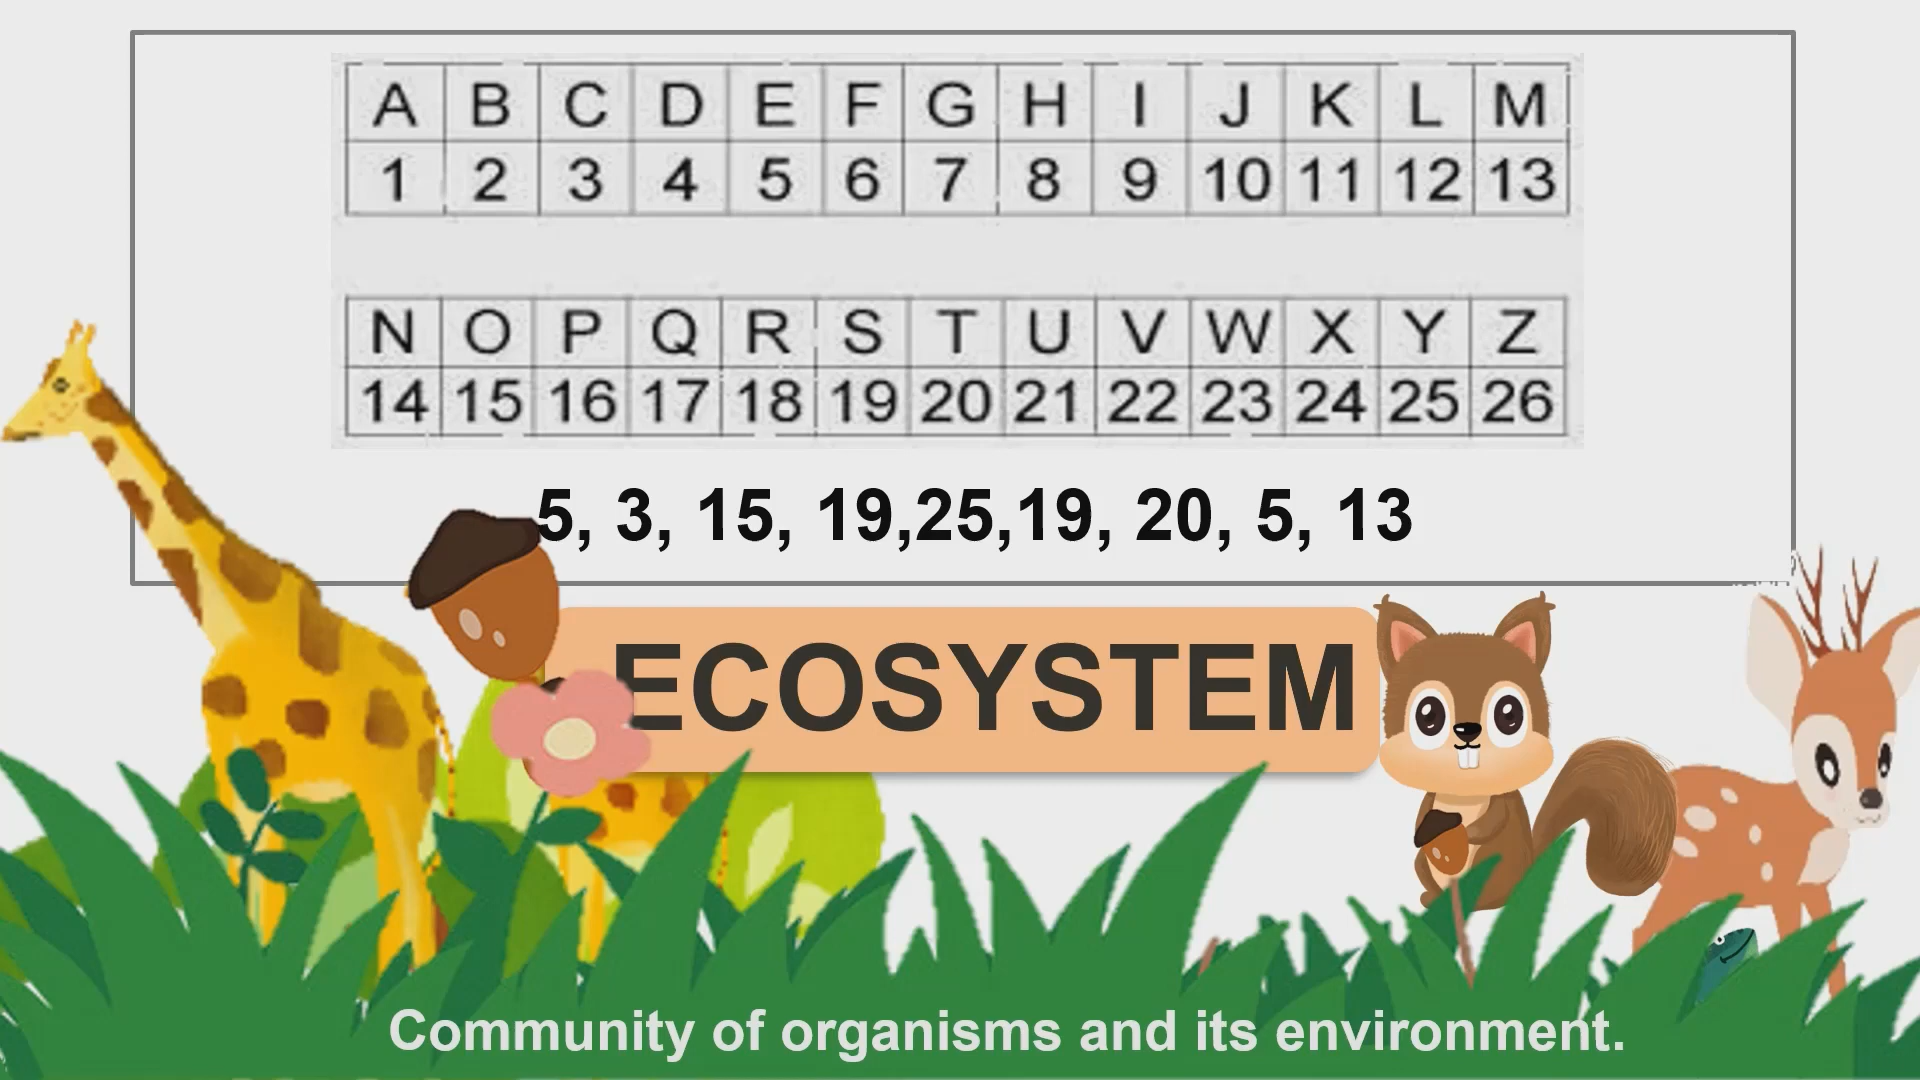 A B C D E F G H I J K L M
1 2 3 4 5 6 7 8 9 10 11 12 13
N O P Q R S T U V W X Y Z
14 15 16 17 18 19 20 21 22 23 24 25 26
5, 3, 15, 19,25,19, 20, 5, 13
ECOSYSTEM
Community of organisms and its environment.